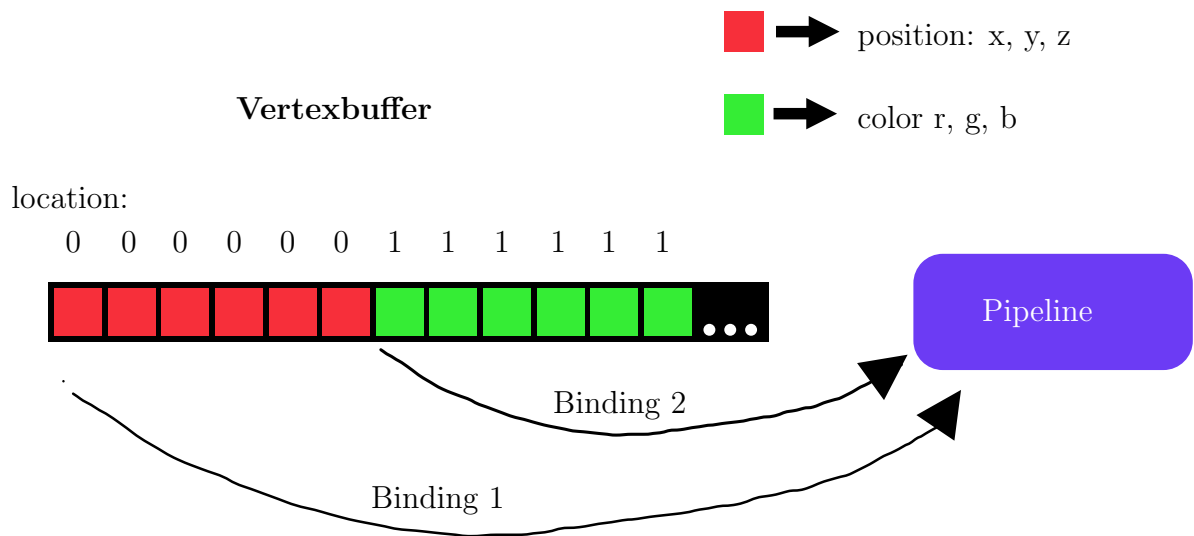 position: x, y, z
Vertexbuffer
color r, g, b
location:
0 0 0 0 0 0 1 1 1 1 1 1
Pipeline
Binding 2
Binding 1